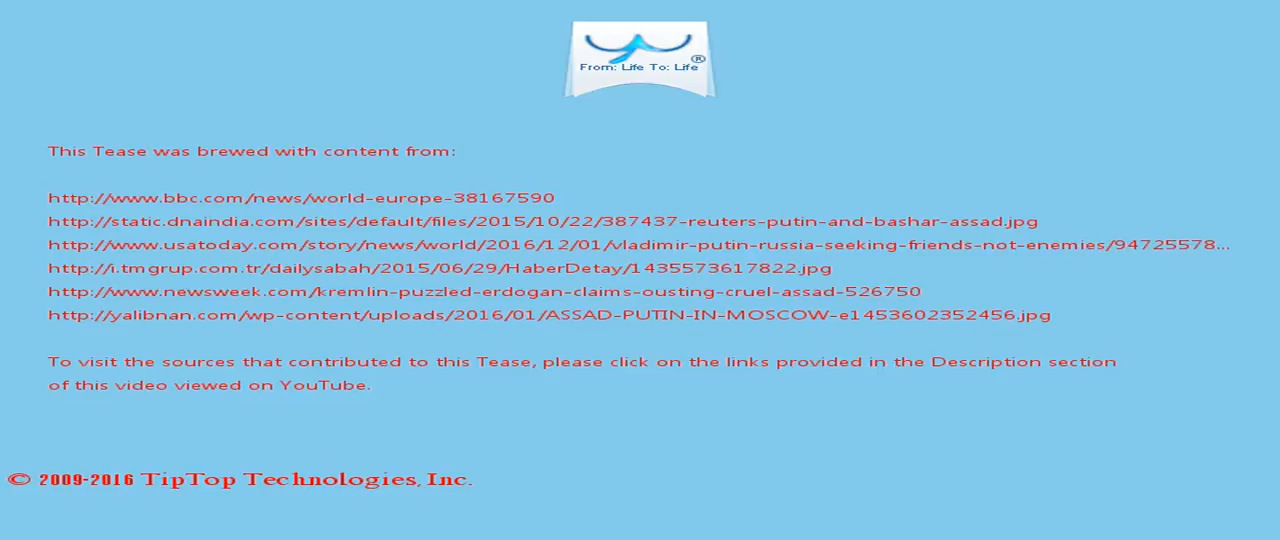 From: Life To: Life®
This Tease was brewed with content from:
http://www.bbc.com/news/world-europe-38167590
http://static.dnaindia.com/sites/default/files/2015/10/22/387437-reuters-putin-and-bashar-assad.jpg
http://www.usatoday.com/story/news/world/2016/12/01/vladimir-putin-russia-seeking-friends-not-enemies/94725578...
http://i.tmgrup.com.tr/dailysabah/2015/06/29/HaberDetay/1435573617822.jpg
http://www.newsweek.com/kremlin-puzzled-erdogan-claims-ousting-cruel-assad-526750
http://yalibnan.com/wp-content/uploads/2016/01/ASSAD-PUTIN-IN-MOSCOW-e1453602352456.jpg
To visit the sources that contributed to this Tease, please click on the links provided in the Description section
of this video viewed on YouTube.
© 2009-2016 TipTop Technologies, Inc.